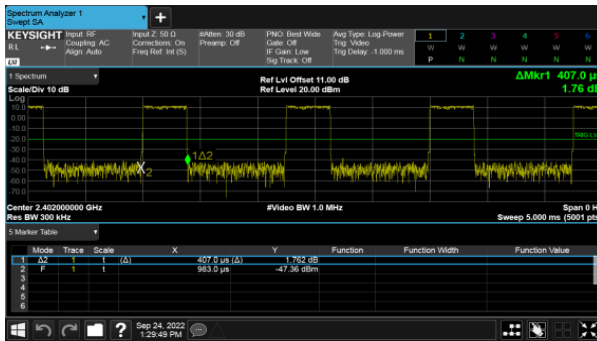 Spectrum Analyzer 1
Swept SA
+
KEYSIGHT Input: RF Input Z: 50 Ω #Atten: 30 dB PNO: Best Wide Avg Type: Log-Power 1 2 3 4 5 6
RL Coupling: AC Corrections: On Preamp: Off Gate: Off Trig: Video W W W W W W
Align: Auto Freq Ref: Int (S) IF Gain: Low Trig Delay: -1.000 ms P N N N N N
LXI Sig Track: Off
1 Spectrum Ref Lvl Offset 11.00 dB ΔMkr1 407.0 µ
Scale/Div 10 dB Ref Level 20.00 dBm 1.76 d
Log
10.0
0.00
-10.0
-20.0 TRIG LV
-30.0
-40.0 1Δ2
-50.0 X2
-60.0
-70.0
Center 2.402000000 GHz #Video BW 1.0 MHz Span 0 H
Res BW 300 kHz Sweep 5.000 ms (5001 pts
5 Marker Table
Mode Trace Scale X Y Function Function Width Function Value
1 Δ2 1 t (Δ) 407.0 µs (Δ) 1.762 dB
2 F 1 t 983.0 µs -47.36 dBm
3
4
5
6
? Sep 24, 2022
1:29:49 PM